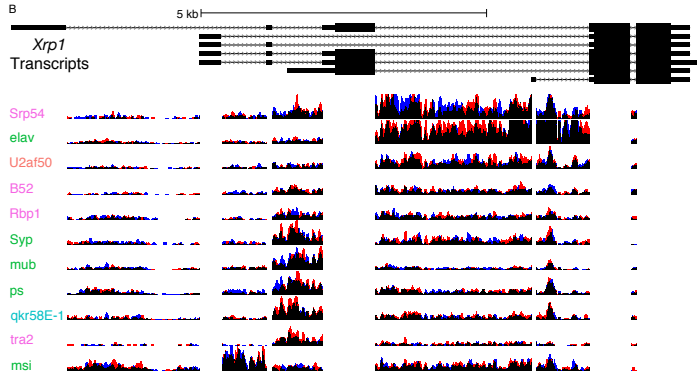 B
5 kb
Xrp1
Transcripts
Srp54
elav
U2af50
B52
Rbp1
Syp
mub
ps
qkr58E-1
tra2
msi